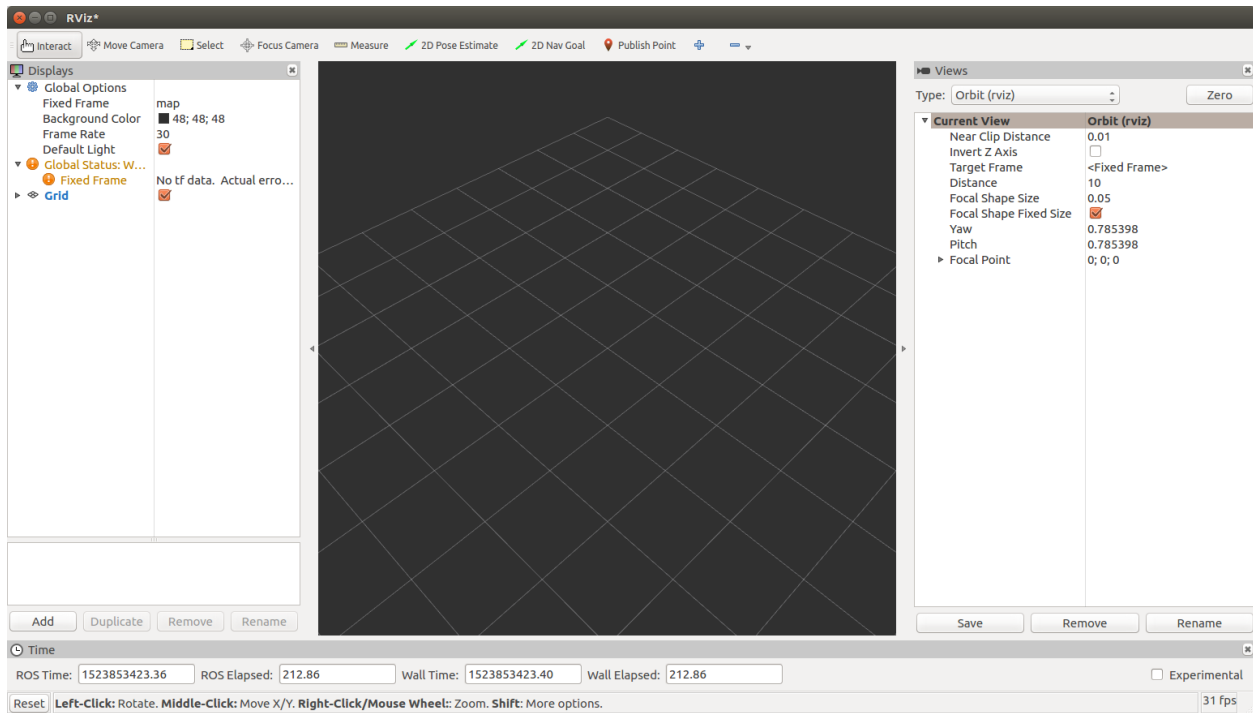 RViz*
Interact Move Camera Select Focus Camera Measure 2D Pose Estimate 2D Nav Goal Publish Point
Displays
Global Options
Fixed Frame map
Background Color 48; 48; 48
Frame Rate 30
Default Light
Global Status: W...
Fixed Frame No tf data. Actual erro...
Grid
Add Duplicate Remove Rename
Views
Type: Orbit (rviz) Zero
Current View Orbit (rviz)
Near Clip Distance 0.01
Invert Z Axis
Target Frame <Fixed Frame>
Distance 10
Focal Shape Size 0.05
Focal Shape Fixed Size
Yaw 0.785398
Pitch 0.785398
Focal Point 0; 0; 0
Save Remove Rename
Time
ROS Time: 1523853423.36 ROS Elapsed: 212.86 Wall Time: 1523853423.40 Wall Elapsed: 212.86 Experimental
Reset Left-Click: Rotate. Middle-Click: Move X/Y. Right-Click/Mouse Wheel:: Zoom. Shift: More options. 31 fps